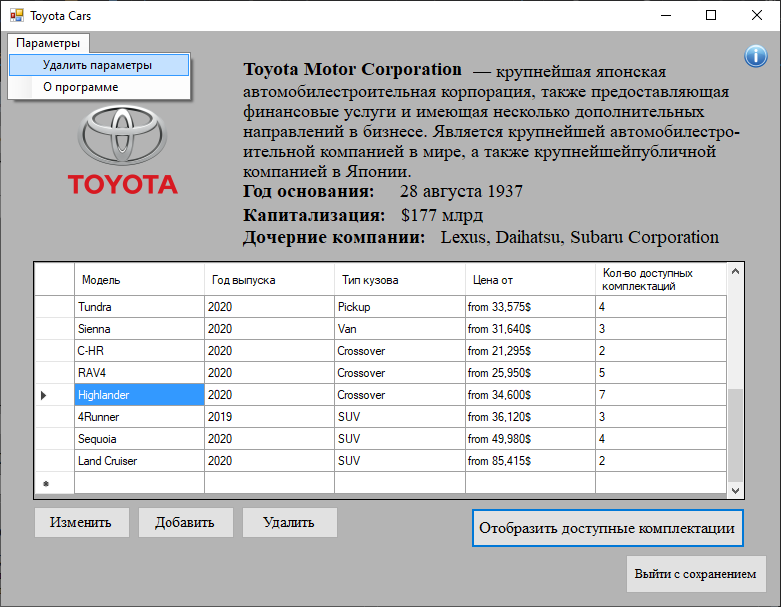 Toyota Cars
Параметры
Удалить параметры
О программе
TOYOTA
Toyota Motor Corporation — крупнейшая японская
автомобилестроительная корпорация, также предоставляющая
финансовые услуги и имеющая несколько дополнительных
направлений в бизнесе. Является крупнейшей автомобилестро-
ительной компанией в мире, а также крупнейшейпубличной
компанией в Японии.
Год основания: 28 августа 1937
Капитализация: $177 млрд
Дочерние компании: Lexus, Daihatsu, Subaru Corporation
Модель Год выпуска Тип кузова Цена от Кол-во доступных комплектаций
Tundra 2020 Pickup from 33,575$ 4
Sienna 2020 Van from 31,640$ 3
C-HR 2020 Crossover from 21,295$ 2
RAV4 2020 Crossover from 25,950$ 5
Highlander 2020 Crossover from 34,600$ 7
4Runner 2019 SUV from 36,120$ 3
Sequoia 2020 SUV from 49,980$ 4
Land Cruiser 2020 SUV from 85,415$ 2
Изменить Добавить Удалить Отобразить доступные комплектации
Выйти с сохранением